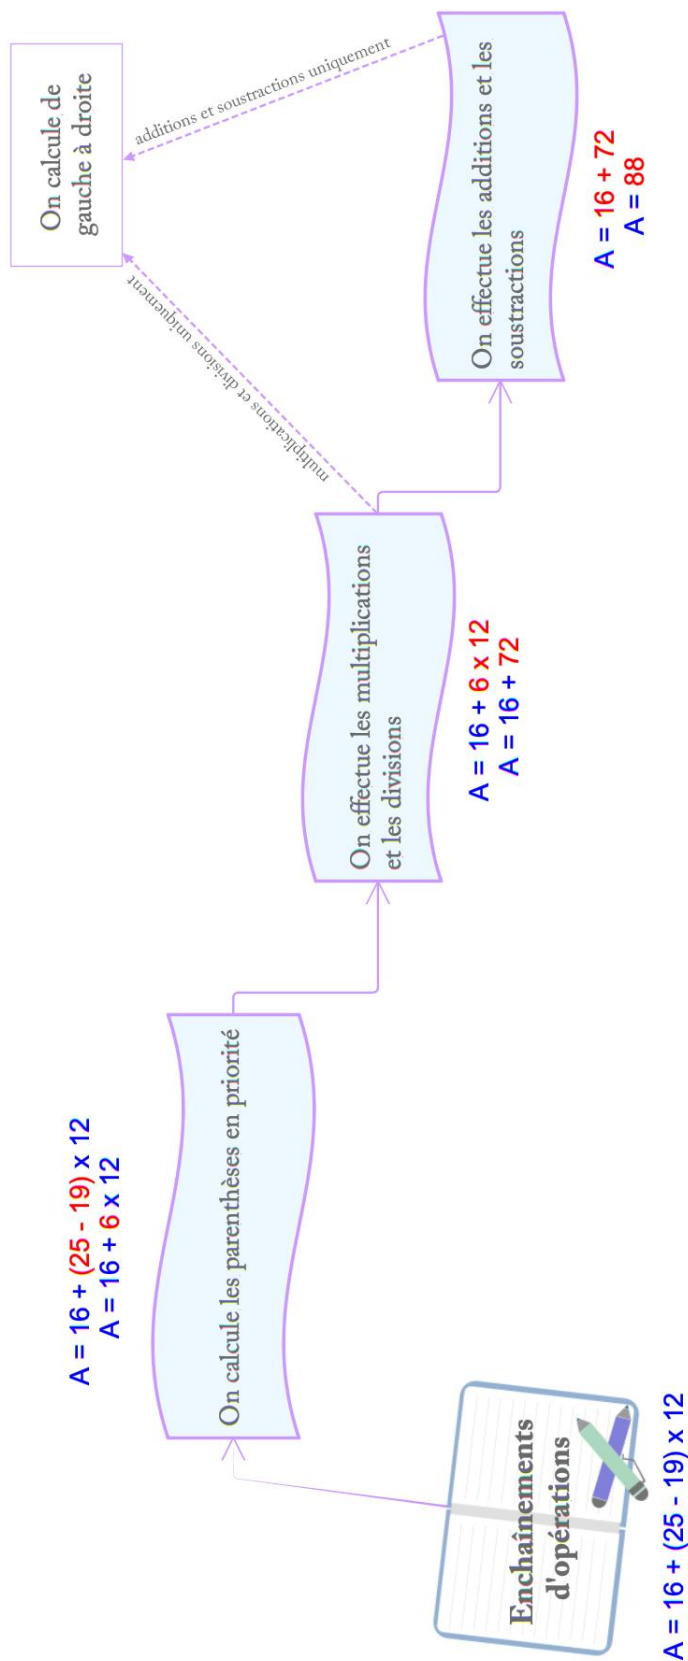 Enchaînements
d'opérations
A = 16 + (25 - 19) x 12
A = 16 + (25 - 19) x 12
A = 16 + 6 x 12
On calcule les parenthèses en priorité
On effectue les multiplications
et les divisions
A = 16 + 6 x 12
A = 16 + 72
multiplications et divisions uniquement
On effectue les additions et les
soustractions
A = 16 + 72
A = 88
additions et soustractions uniquement
On calcule de
gauche à droite